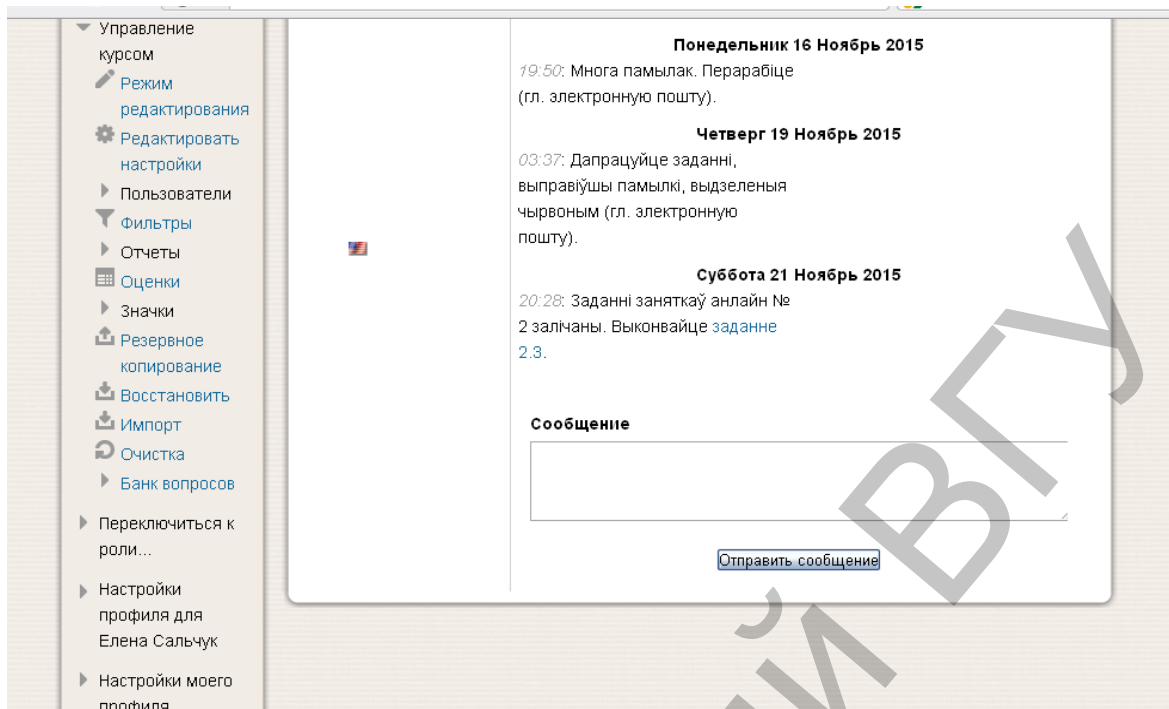 Управление
курсом
Режим
редактирования
Редактировать
настройки
Пользователи
Фильтры
Отчеты
Оценки
Значки
Резервное
копирование
Восстановить
Импорт
Очистка
Банк вопросов
Переключиться к
роли...
Настройки
профиля для
Елена Сальчук
Настройки моего
профиля
Понедельник 16 Ноябрь 2015
19:50: Многа памылак. Перарабіце
(гл. электронную пошту).
Четверг 19 Ноябрь 2015
03:37: Дапрацуйце заданні,
выправіўшы памылкі, выдзеленыя
чырвоным (гл. электронную
пошту).
Суббота 21 Ноябрь 2015
20:28: Заданні заняткаў анлайн №
2 залічаны. Выконвайце заданне
2.3.
Сообщение
Отправить сообщение
ВГУ